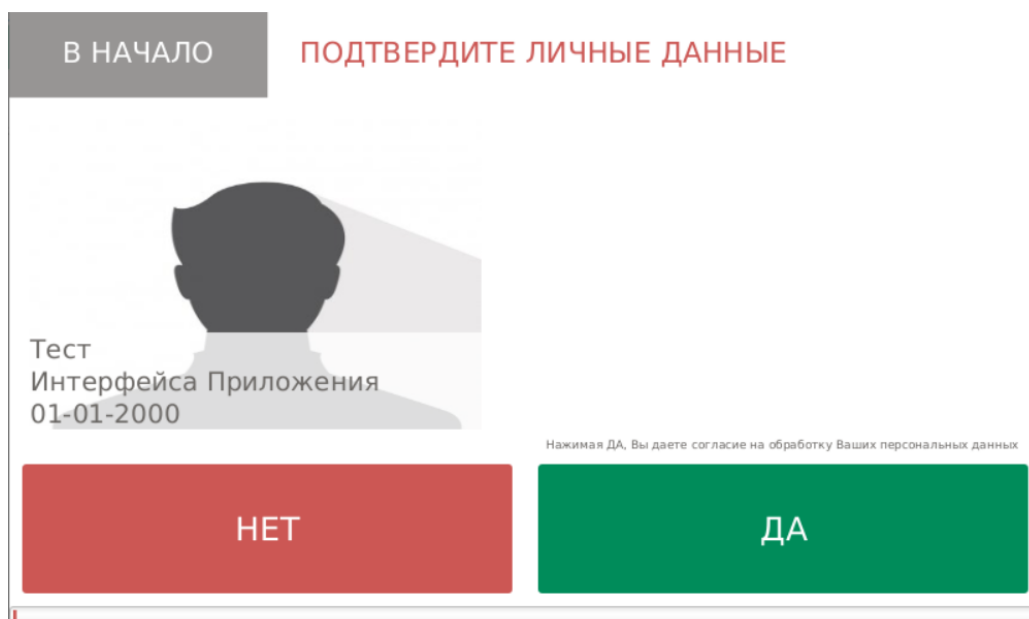 В НАЧАЛО
ПОДТВЕРДИТЕ ЛИЧНЫЕ ДАННЫЕ
Тест
Интерфейса Приложения
01-01-2000
Нажимая ДА, Вы даете согласие на обработку Ваших персональных данных
НЕТ
ДА